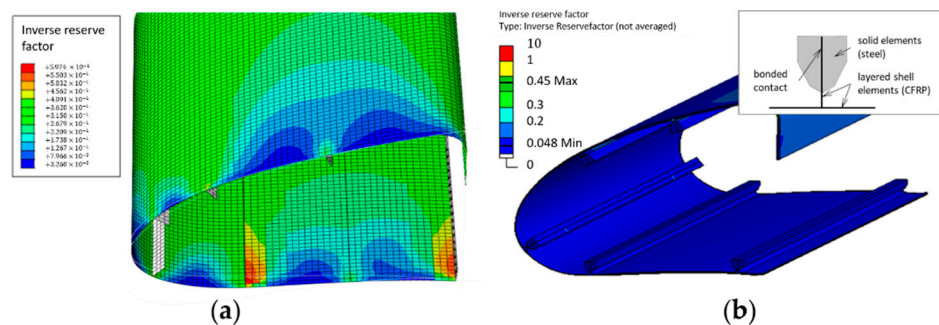 Inverse reserve
factor
+5.974 × 10⁻¹
+5.503 × 10⁻¹
+5.032 × 10⁻¹
+4.562 × 10⁻¹
+4.091 × 10⁻¹
+3.620 × 10⁻¹
+3.150 × 10⁻¹
+2.679 × 10⁻¹
+2.209 × 10⁻¹
+1.738 × 10⁻¹
+1.267 × 10⁻¹
+7.966 × 10⁻²
+3.260 × 10⁻²
(a)
Inverse reserve factor
Type: Inverse Reservefactor (not averaged)
10
1
0.45 Max
0.3
0.2
0.048 Min
0
bonded
contact
solid elements
(steel)
layered shell
elements (CFRP)
(b)